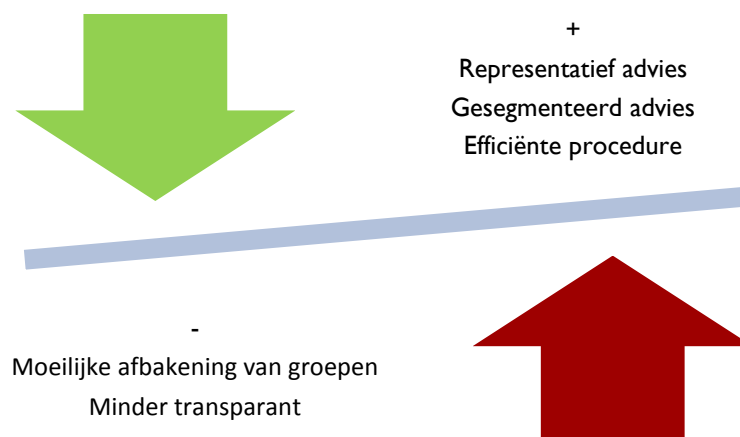 +
Representatief advies
Gesegmenteerd advies
Efficiënte procedure
-
Moeilijke afbakening van groepen
Minder transparant